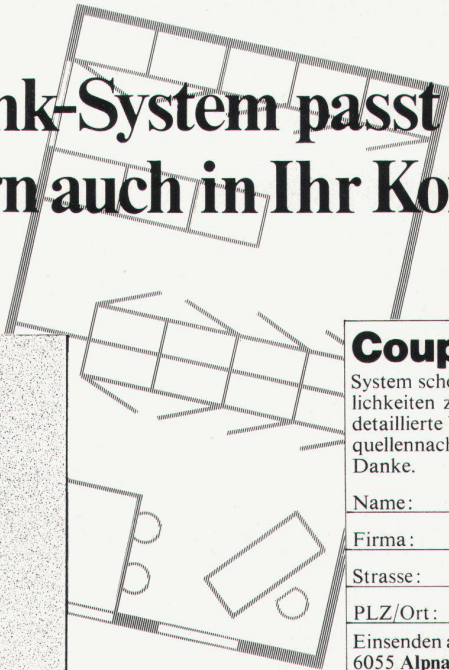 nk-System passt
rn auch in Ihr Ko
Coup
System sche
lichkeiten z
detaillierte
quellennach
Danke.
Name:
Firma:
Strasse:
PLZ/Ort:
Einsenden a
6055 Alpna